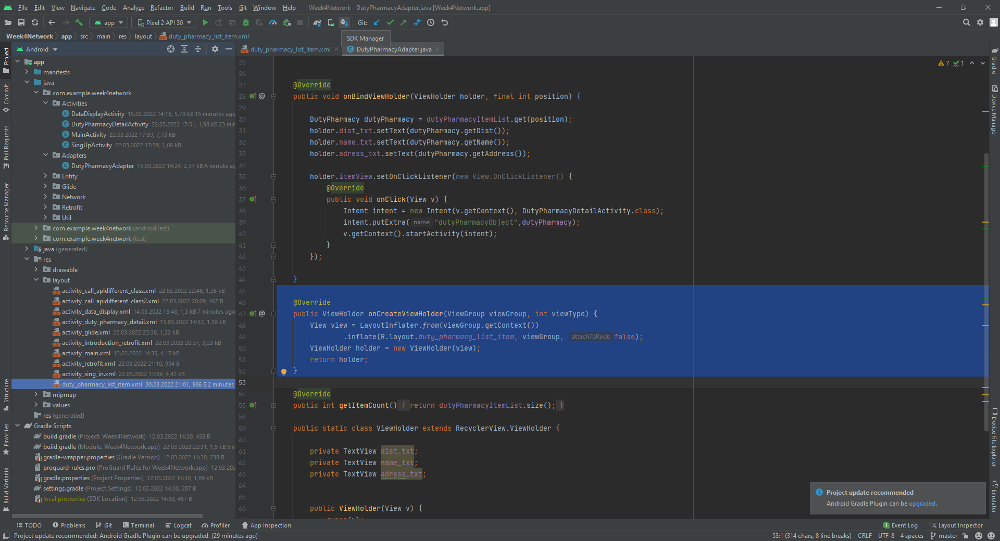 File Edit View Navigate Code Analyze Refactor Build Run Tools Git Window Help Week4Network - DutyPharmacyAdapter.java [Week4Network.app]
app Pixel 2 API 30 Git:
Week4Network app src main res layout duty_pharmacy_list_item.xml
SDK Manager
Android
duty_pharmacy_list_item.xml DutyPharmacyAdapter.java
Project
Commit
Pull Requests
Resource Manager
Structure
Favorites
Build Variants
app
manifests
java
com.example.week4network
Activities
DataDisplayActivity 15.03.2022 14:16, 5,73 kB 15 minutes ago
DutyPharmacyDetailActivity 22.03.2022 17:51, 1,98 kB 23 min
MainActivity 22.03.2022 17:59, 7,73 kB
SingUpActivity 22.03.2022 17:59, 1,68 kB
Adapters
DutyPharmacyAdapter 15.03.2022 14:24, 2,37 kB A minute ag
Entity
Glide
Network
Retrofit
Util
com.example.week4network (androidTest)
com.example.week4network (test)
java (generated)
res
drawable
layout
activity_call_apidifferent_class.xml 22.03.2022 22:46, 1,26 kB
activity_call_apidifferent_class2.xml 22.03.2022 20:09, 462 B
activity_data_display.xml 14.03.2022 15:48, 1,3 kB 7 minutes ago
activity_duty_pharmacy_detail.xml 15.03.2022 14:52, 1,58 kB
activity_glide.xml 22.03.2022 23:38, 1,22 kB
activity_introduction_retrofit.xml 22.03.2022 20:37, 3,23 kB
activity_main.xml 13.03.2022 14:35, 4,17 kB
activity_retrofit.xml 22.03.2022 21:10, 994 B
activity_sing_in.xml 22.03.2022 17:59, 4,42 kB
duty_pharmacy_list_item.xml 30.03.2022 21:01, 986 B 2 minutes
mipmap
values
res (generated)
Gradle Scripts
build.gradle (Project: Week4Network) 12.03.2022 14:30, 458 B
build.gradle (Module: Week4Network.app) 22.03.2022 22:31, 1,5 kB 5 m
gradle-wrapper.properties (Gradle Version) 12.03.2022 14:30, 238 B
proguard-rules.pro (ProGuard Rules for Week4Network.app) 12.03.202
gradle.properties (Project Properties) 12.03.2022 14:30, 1,09 kB
settings.gradle (Project Settings) 12.03.2022 14:30, 287 B
local.properties (SDK Location) 12.03.2022 14:30, 457 B
25
26
27 @Override
28 @ public void onBindViewHolder(ViewHolder holder, final int position) {
29
30 DutyPharmacy dutyPharmacy = dutyPharmacyItemList.get(position);
31 holder.dist_txt.setText(dutyPharmacy.getDist());
32 holder.name_txt.setText(dutyPharmacy.getName());
33 holder.adress_txt.setText(dutyPharmacy.getAddress());
34
35 holder.itemView.setOnClickListener(new View.OnClickListener() {
36 @Override
37 public void onClick(View v) {
38 Intent intent = new Intent(v.getContext(), DutyPharmacyDetailActivity.class);
39 intent.putExtra( name: "dutyPharmacyObject",dutyPharmacy);
40 v.getContext().startActivity(intent);
41 }
42 });
43
44 }
45
46 @Override
47 @ public ViewHolder onCreateViewHolder(ViewGroup viewGroup, int viewType) {
48 View view = LayoutInflater.from(viewGroup.getContext())
49 .inflate(R.layout.duty_pharmacy_list_item, viewGroup, attachToRoot: false);
50 ViewHolder holder = new ViewHolder(view);
51 return holder;
52 }
53
54 @Override
55 public int getItemCount() { return dutyPharmacyItemList.size(); }
58
59 public static class ViewHolder extends RecyclerView.ViewHolder {
60
61 private TextView dist_txt;
62 private TextView name_txt;
63 private TextView adress_txt;
64
65
66 public ViewHolder(View v) {
7 1
Gradle
Device Manager
Device File Explorer
Emulator
Project update recommended
Android Gradle Plugin can be upgraded.
TODO Problems Git Terminal Logcat Profiler App Inspection 1 Event Log Layout Inspector
Project update recommended: Android Gradle Plugin can be upgraded. (29 minutes ago) 53:1 (314 chars, 8 line breaks) CRLF UTF-8 4 spaces master